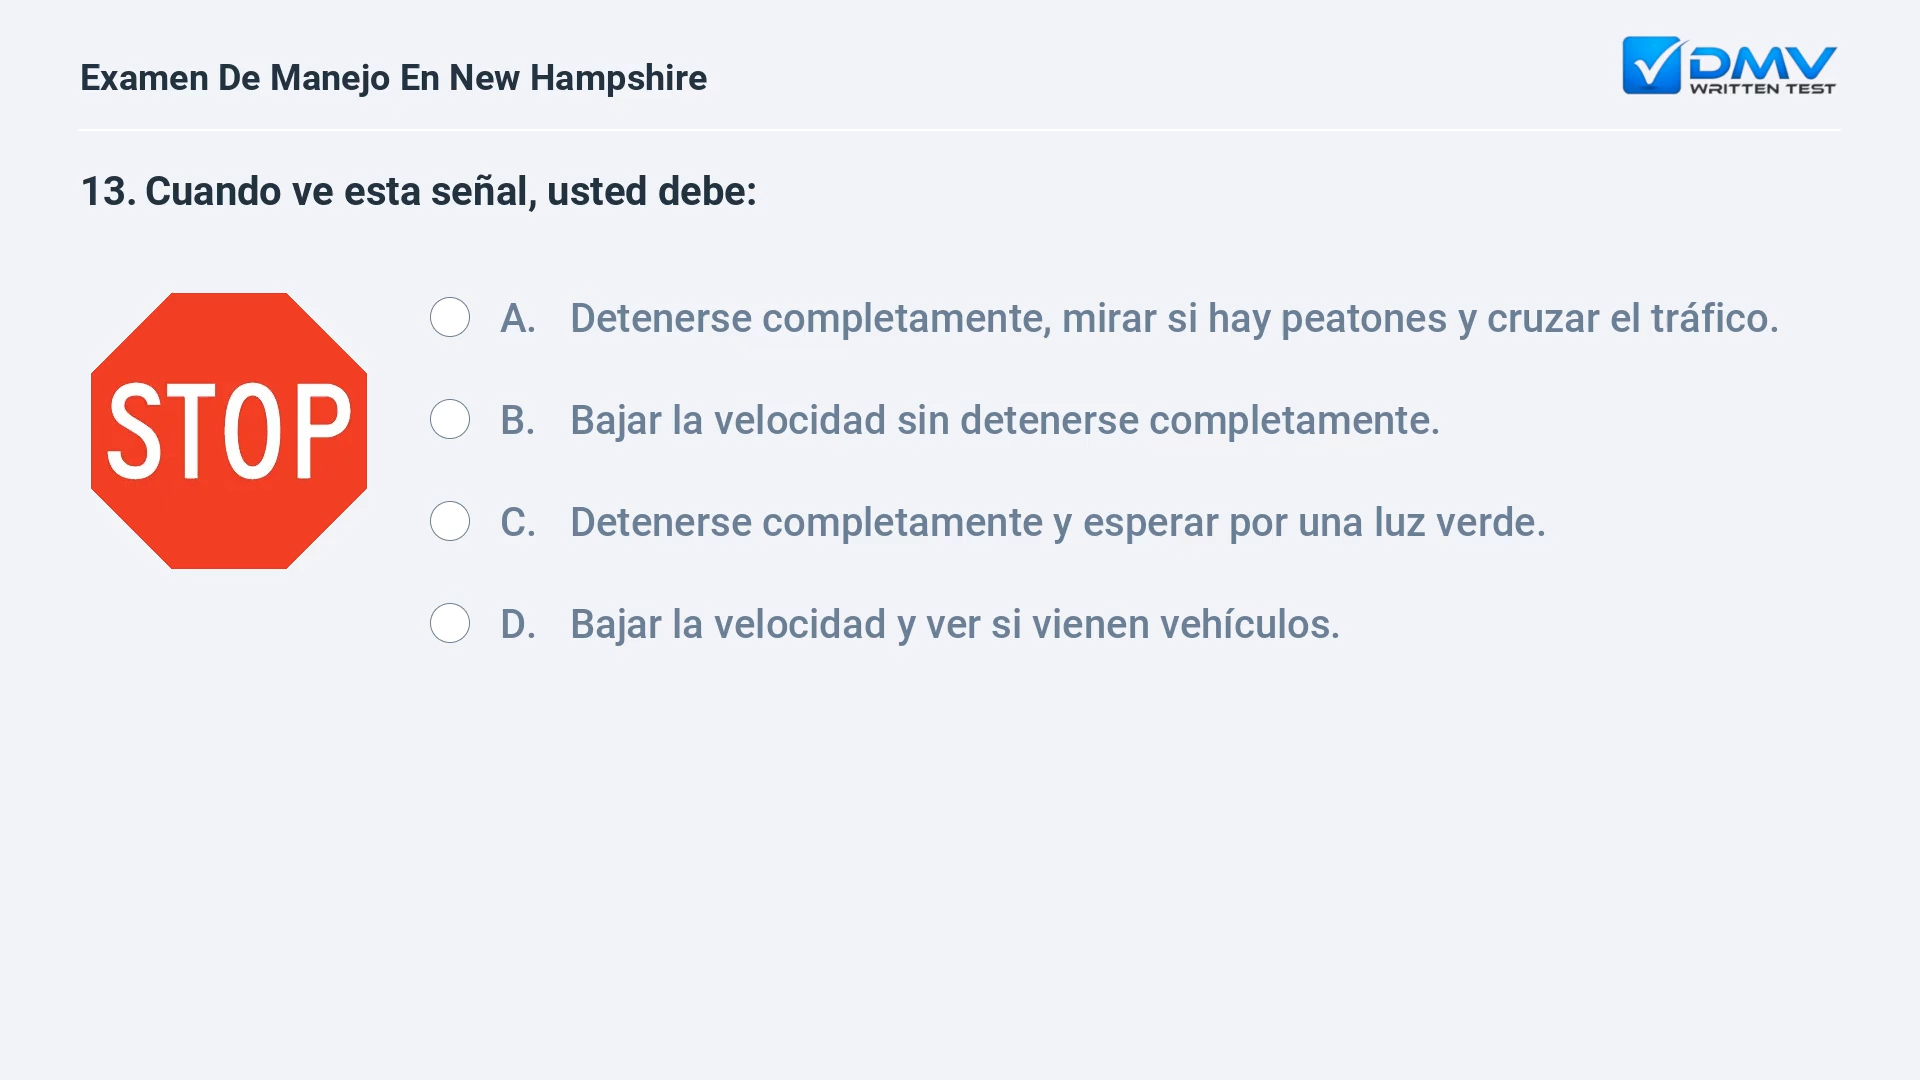 Examen De Manejo En New Hampshire
DMV
WRITTEN TEST
13. Cuando ve esta señal, usted debe:
STOP
A. Detenerse completamente, mirar si hay peatones y cruzar el tráfico.
B. Bajar la velocidad sin detenerse completamente.
C. Detenerse completamente y esperar por una luz verde.
D. Bajar la velocidad y ver si vienen vehículos.